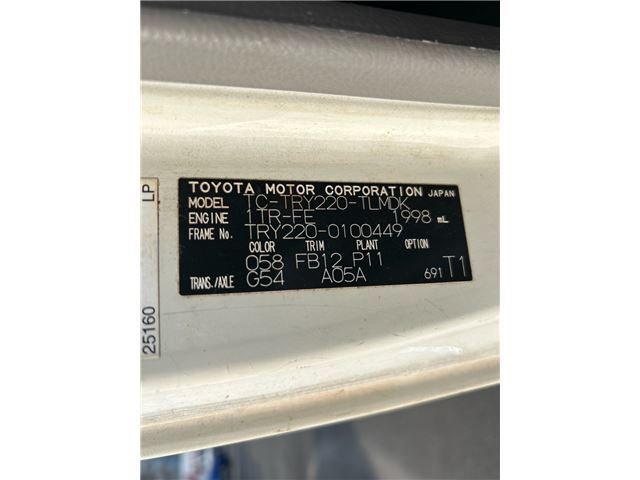 TOYOTA MOTOR CORPORATION JAPAN
MODEL TC-TRY220-TLMDK
ENGINE 1TR-FE 1998 mL
FRAME NO. TRY220-0100449
COLOR TRIM PLANT OPTION
058 FB12 P11
TRANS./AXLE G54 A05A 691 T1
25160 LP